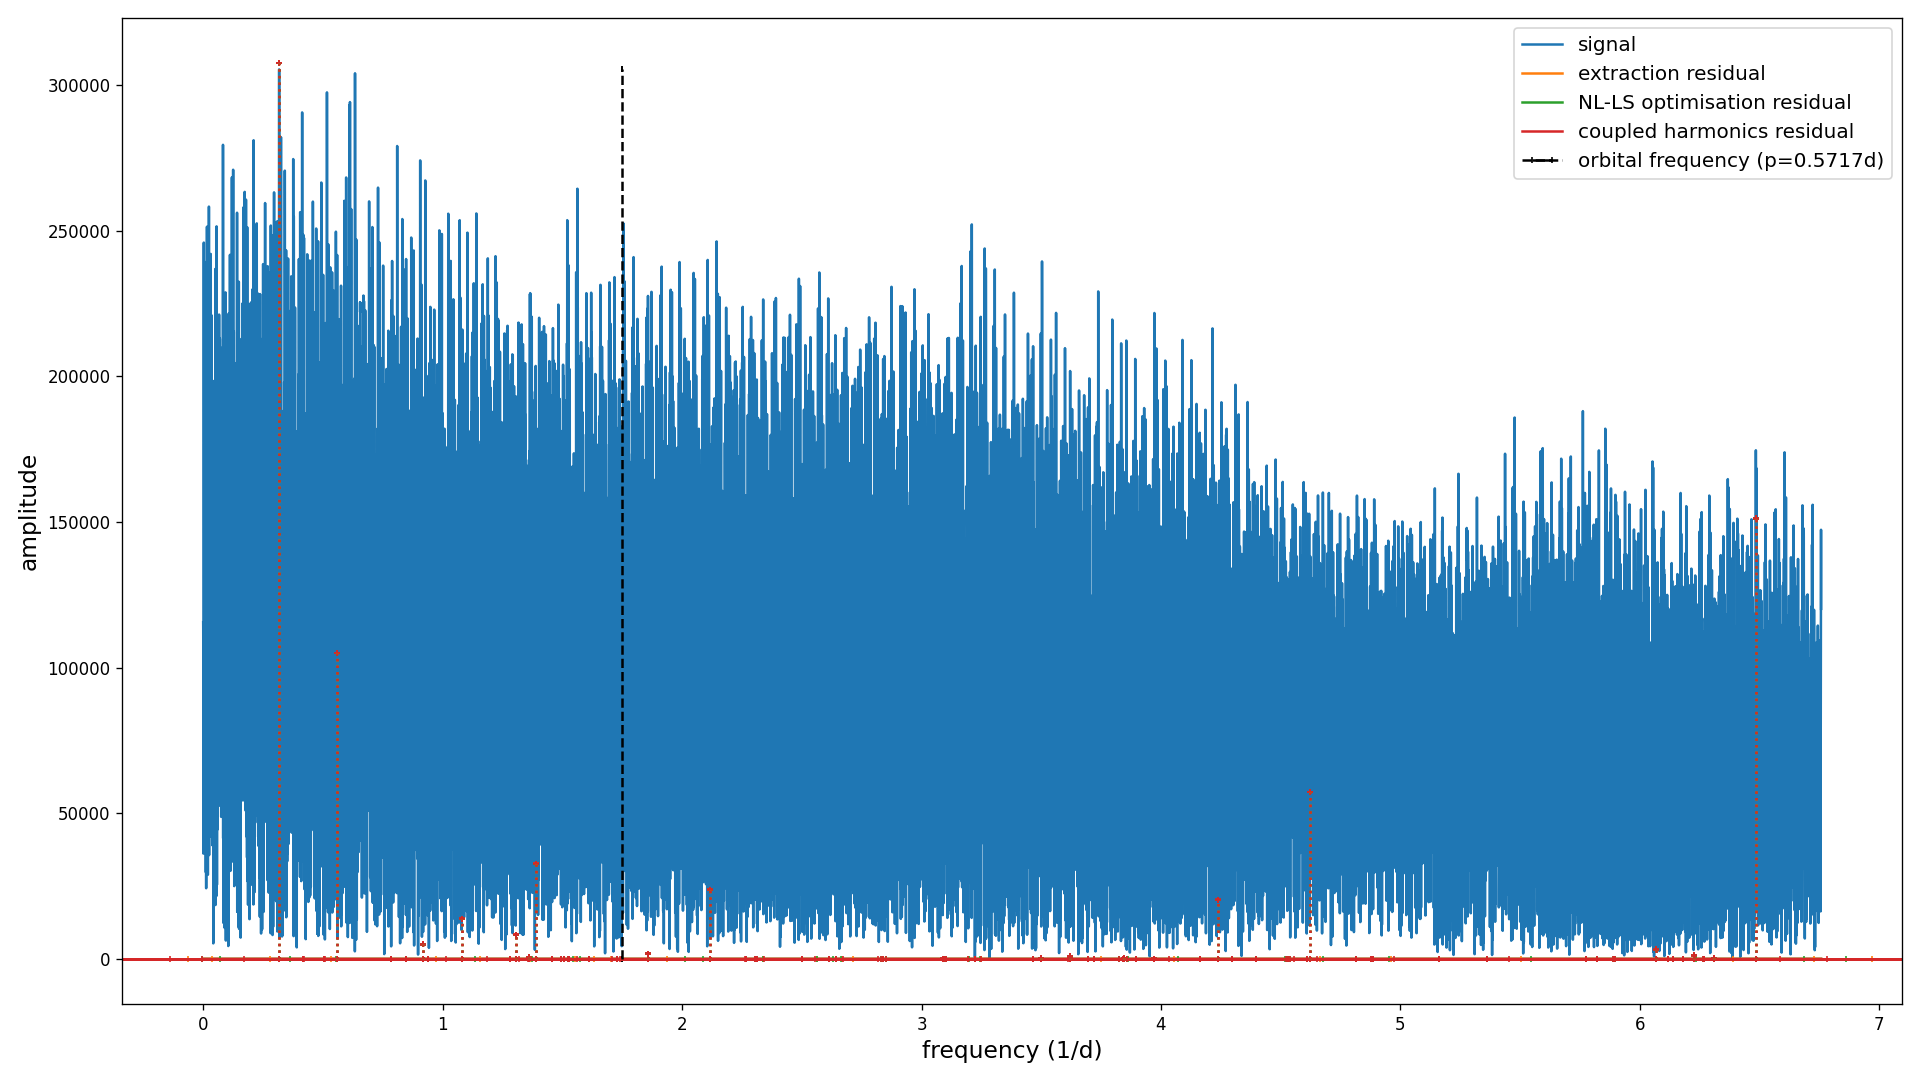 signal
extraction residual
NL-LS optimisation residual
coupled harmonics residual
orbital frequency (p=0.5717d)
amplitude
300000
250000
200000
150000
100000
50000
0
0 1 2 3 4 5 6 7
frequency (1/d)